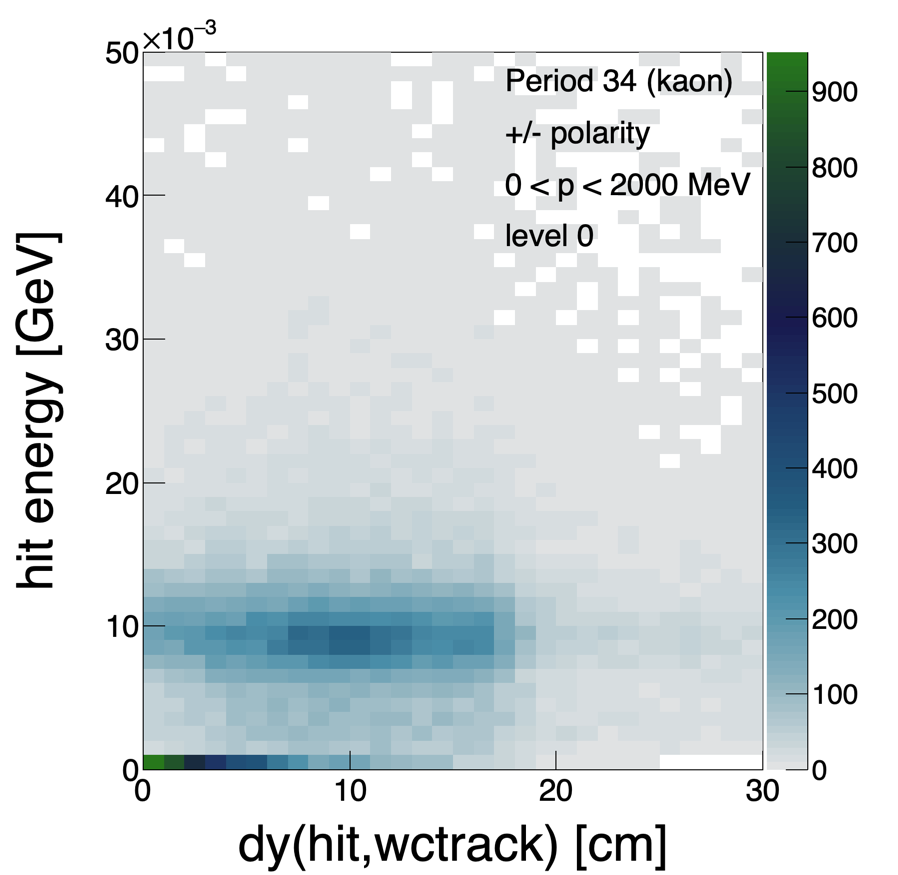 50 ×10⁻³
Period 34 (kaon)
+/- polarity
0 < p < 2000 MeV
level 0
40
30
20
10
0
hit energy [GeV]
0 10 20 30
dy(hit,wctrack) [cm]
900
800
700
600
500
400
300
200
100
0